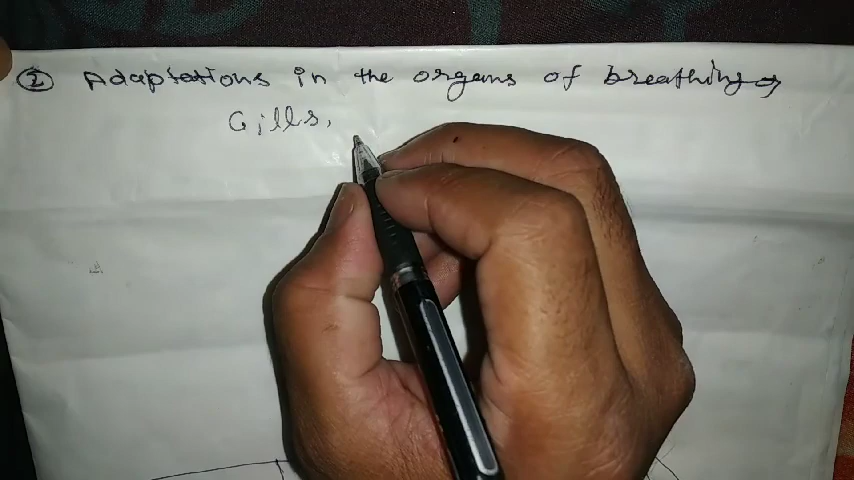 ② Adaptations in the organs of breathing →
Gills,